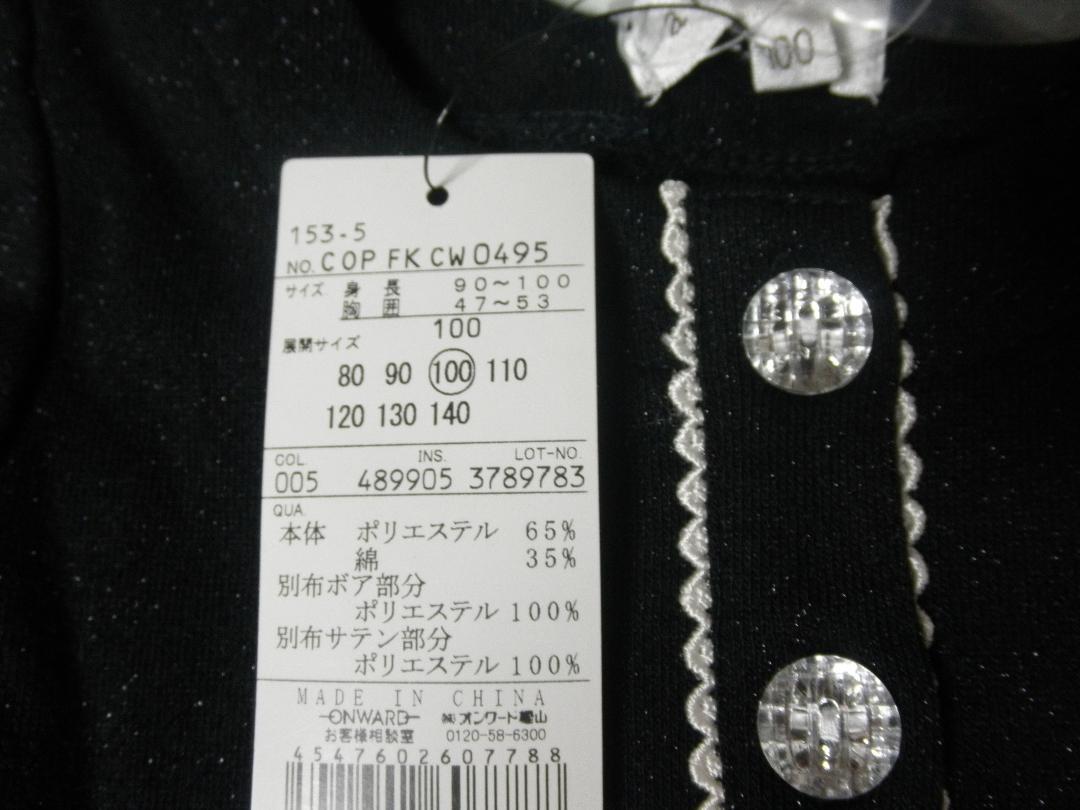 100
153-5
NO. COP FK CW0495
サイズ 身長 90〜100
胸囲 47〜53
100
展開サイズ
80 90 100 110
120 130 140
COL. INS. LOT-NO.
005 489905 3789783
QUA.
本体 ポリエステル 65%
綿 35%
別布ボア部分
ポリエステル 100%
別布サテン部分
ポリエステル 100%
MADE IN CHINA
ONWARD ㈱オンワード樫山
お客様相談室 0120-58-6300
4547602607788